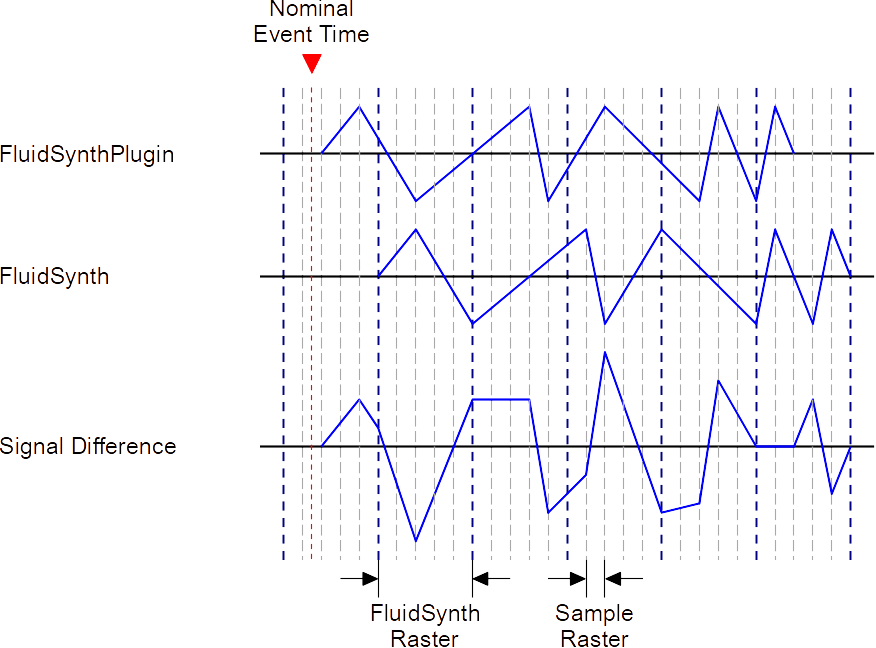 Nominal
Event Time
FluidSynthPlugin
FluidSynth
Signal Difference
FluidSynth
Raster
Sample
Raster